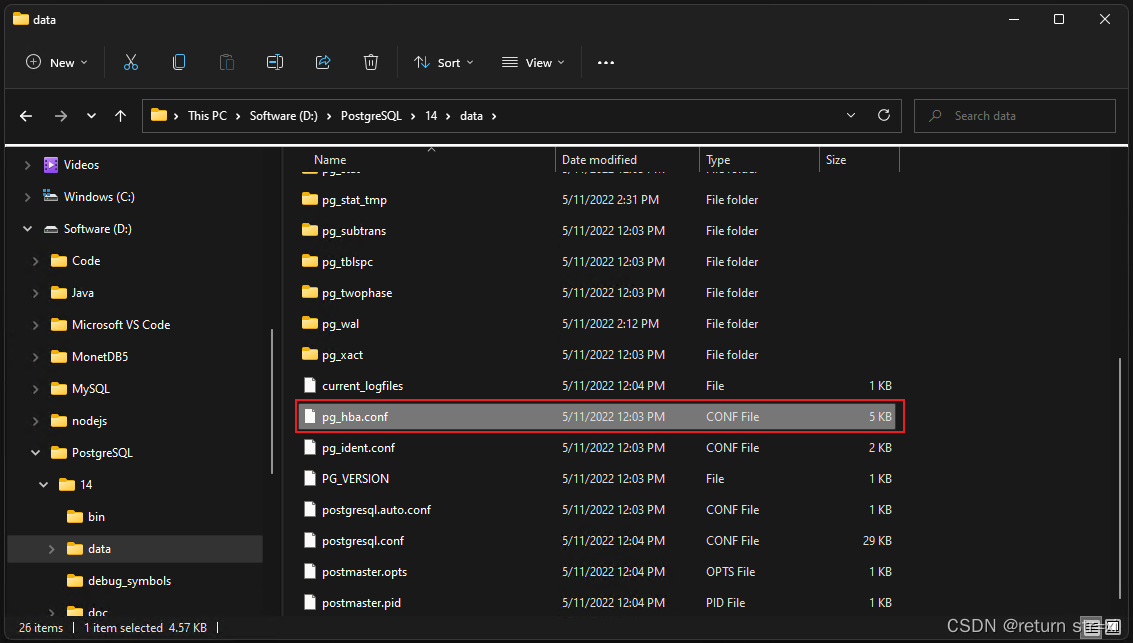 data
New
Sort
View
This PC > Software (D:) > PostgreSQL > 14 > data >
Search data
Videos
Windows (C:)
Software (D:)
Code
Java
Microsoft VS Code
MonetDB5
MySQL
nodejs
PostgreSQL
14
bin
data
debug_symbols
doc
Name Date modified Type Size
pg_stat 5/11/2022 12:03 PM File folder
pg_stat_tmp 5/11/2022 2:31 PM File folder
pg_subtrans 5/11/2022 12:03 PM File folder
pg_tblspc 5/11/2022 12:03 PM File folder
pg_twophase 5/11/2022 12:03 PM File folder
pg_wal 5/11/2022 2:12 PM File folder
pg_xact 5/11/2022 12:03 PM File folder
current_logfiles 5/11/2022 12:04 PM File 1 KB
pg_hba.conf 5/11/2022 12:03 PM CONF File 5 KB
pg_ident.conf 5/11/2022 12:03 PM CONF File 2 KB
PG_VERSION 5/11/2022 12:03 PM File 1 KB
postgresql.auto.conf 5/11/2022 12:03 PM CONF File 1 KB
postgresql.conf 5/11/2022 12:04 PM CONF File 29 KB
postmaster.opts 5/11/2022 12:04 PM OPTS File 1 KB
postmaster.pid 5/11/2022 12:04 PM PID File 1 KB
26 items 1 item selected 4.57 KB
CSDN @return